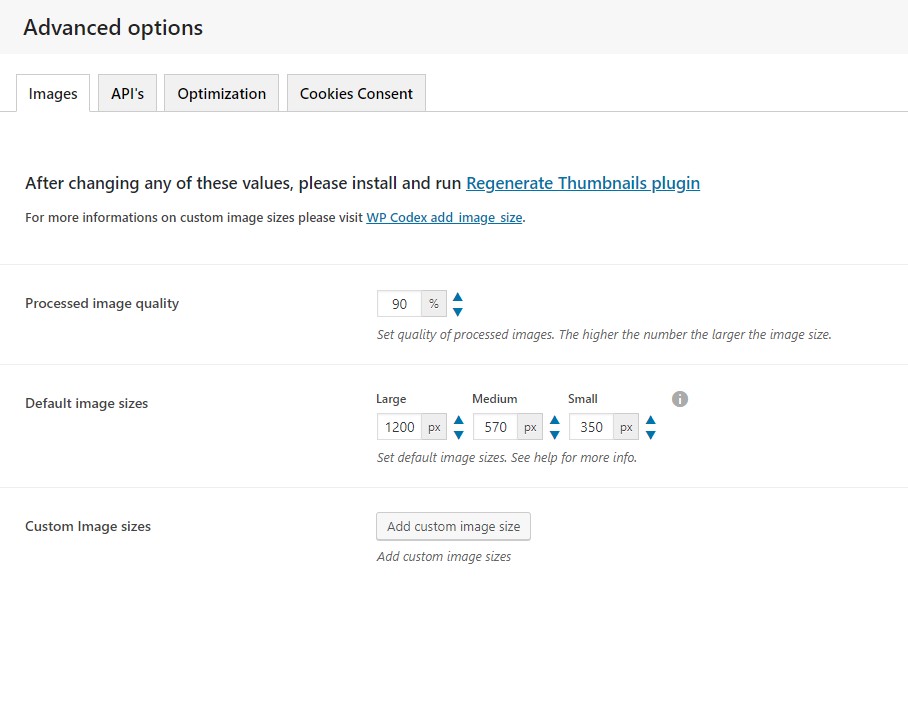 Advanced options
Images API's Optimization Cookies Consent
After changing any of these values, please install and run Regenerate Thumbnails plugin
For more informations on custom image sizes please visit WP Codex add_image_size.
Processed image quality 90 %
Set quality of processed images. The higher the number the larger the image size.
Large Medium Small
Default image sizes 1200 px 570 px 350 px
Set default image sizes. See help for more info.
Custom Image sizes Add custom image size
Add custom image sizes